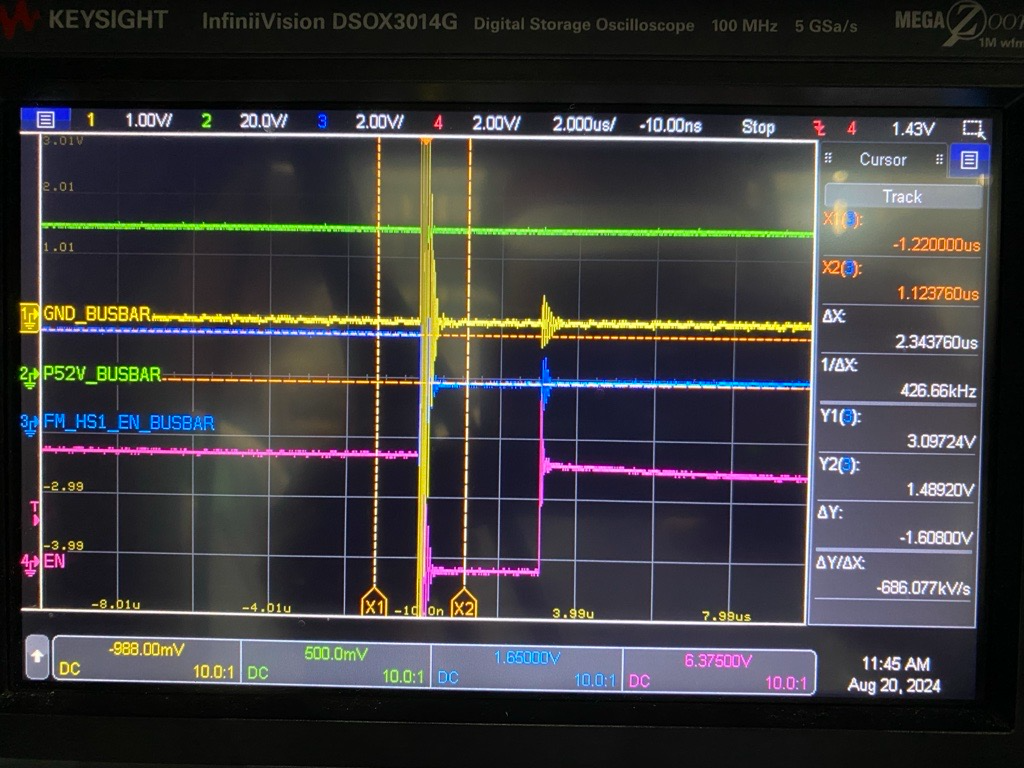 KEYSIGHT InfiniiVision DSOX3014G Digital Storage Oscilloscope 100 MHz 5 GSa/s MEGA Zoom
1M wfm
1 1.00V/ 2 20.0V/ 3 2.00V/ 4 2.00V/ 2.000us/ -10.00ns Stop 4 1.43V
3.01V
2.01
1.01
GND_BUSBAR
P52V_BUSBAR
FM_HS1_EN_BUSBAR
-2.99
T
-3.99
EN
-8.01u -4.01u X1 -10.0n X2 3.99u 7.99us
Cursor
Track
X1(3):
-1.220000us
X2(3):
1.123760us
ΔX:
2.343760us
1/ΔX:
426.66kHz
Y1(3):
3.09724V
Y2(3):
1.48920V
ΔY:
-1.60800V
ΔY/ΔX:
-686.077kV/s
-988.00mV 500.0mV 1.65000V 6.37500V
DC 10.0:1 DC 10.0:1 DC 10.0:1 DC 10.0:1
11:45 AM
Aug 20, 2024